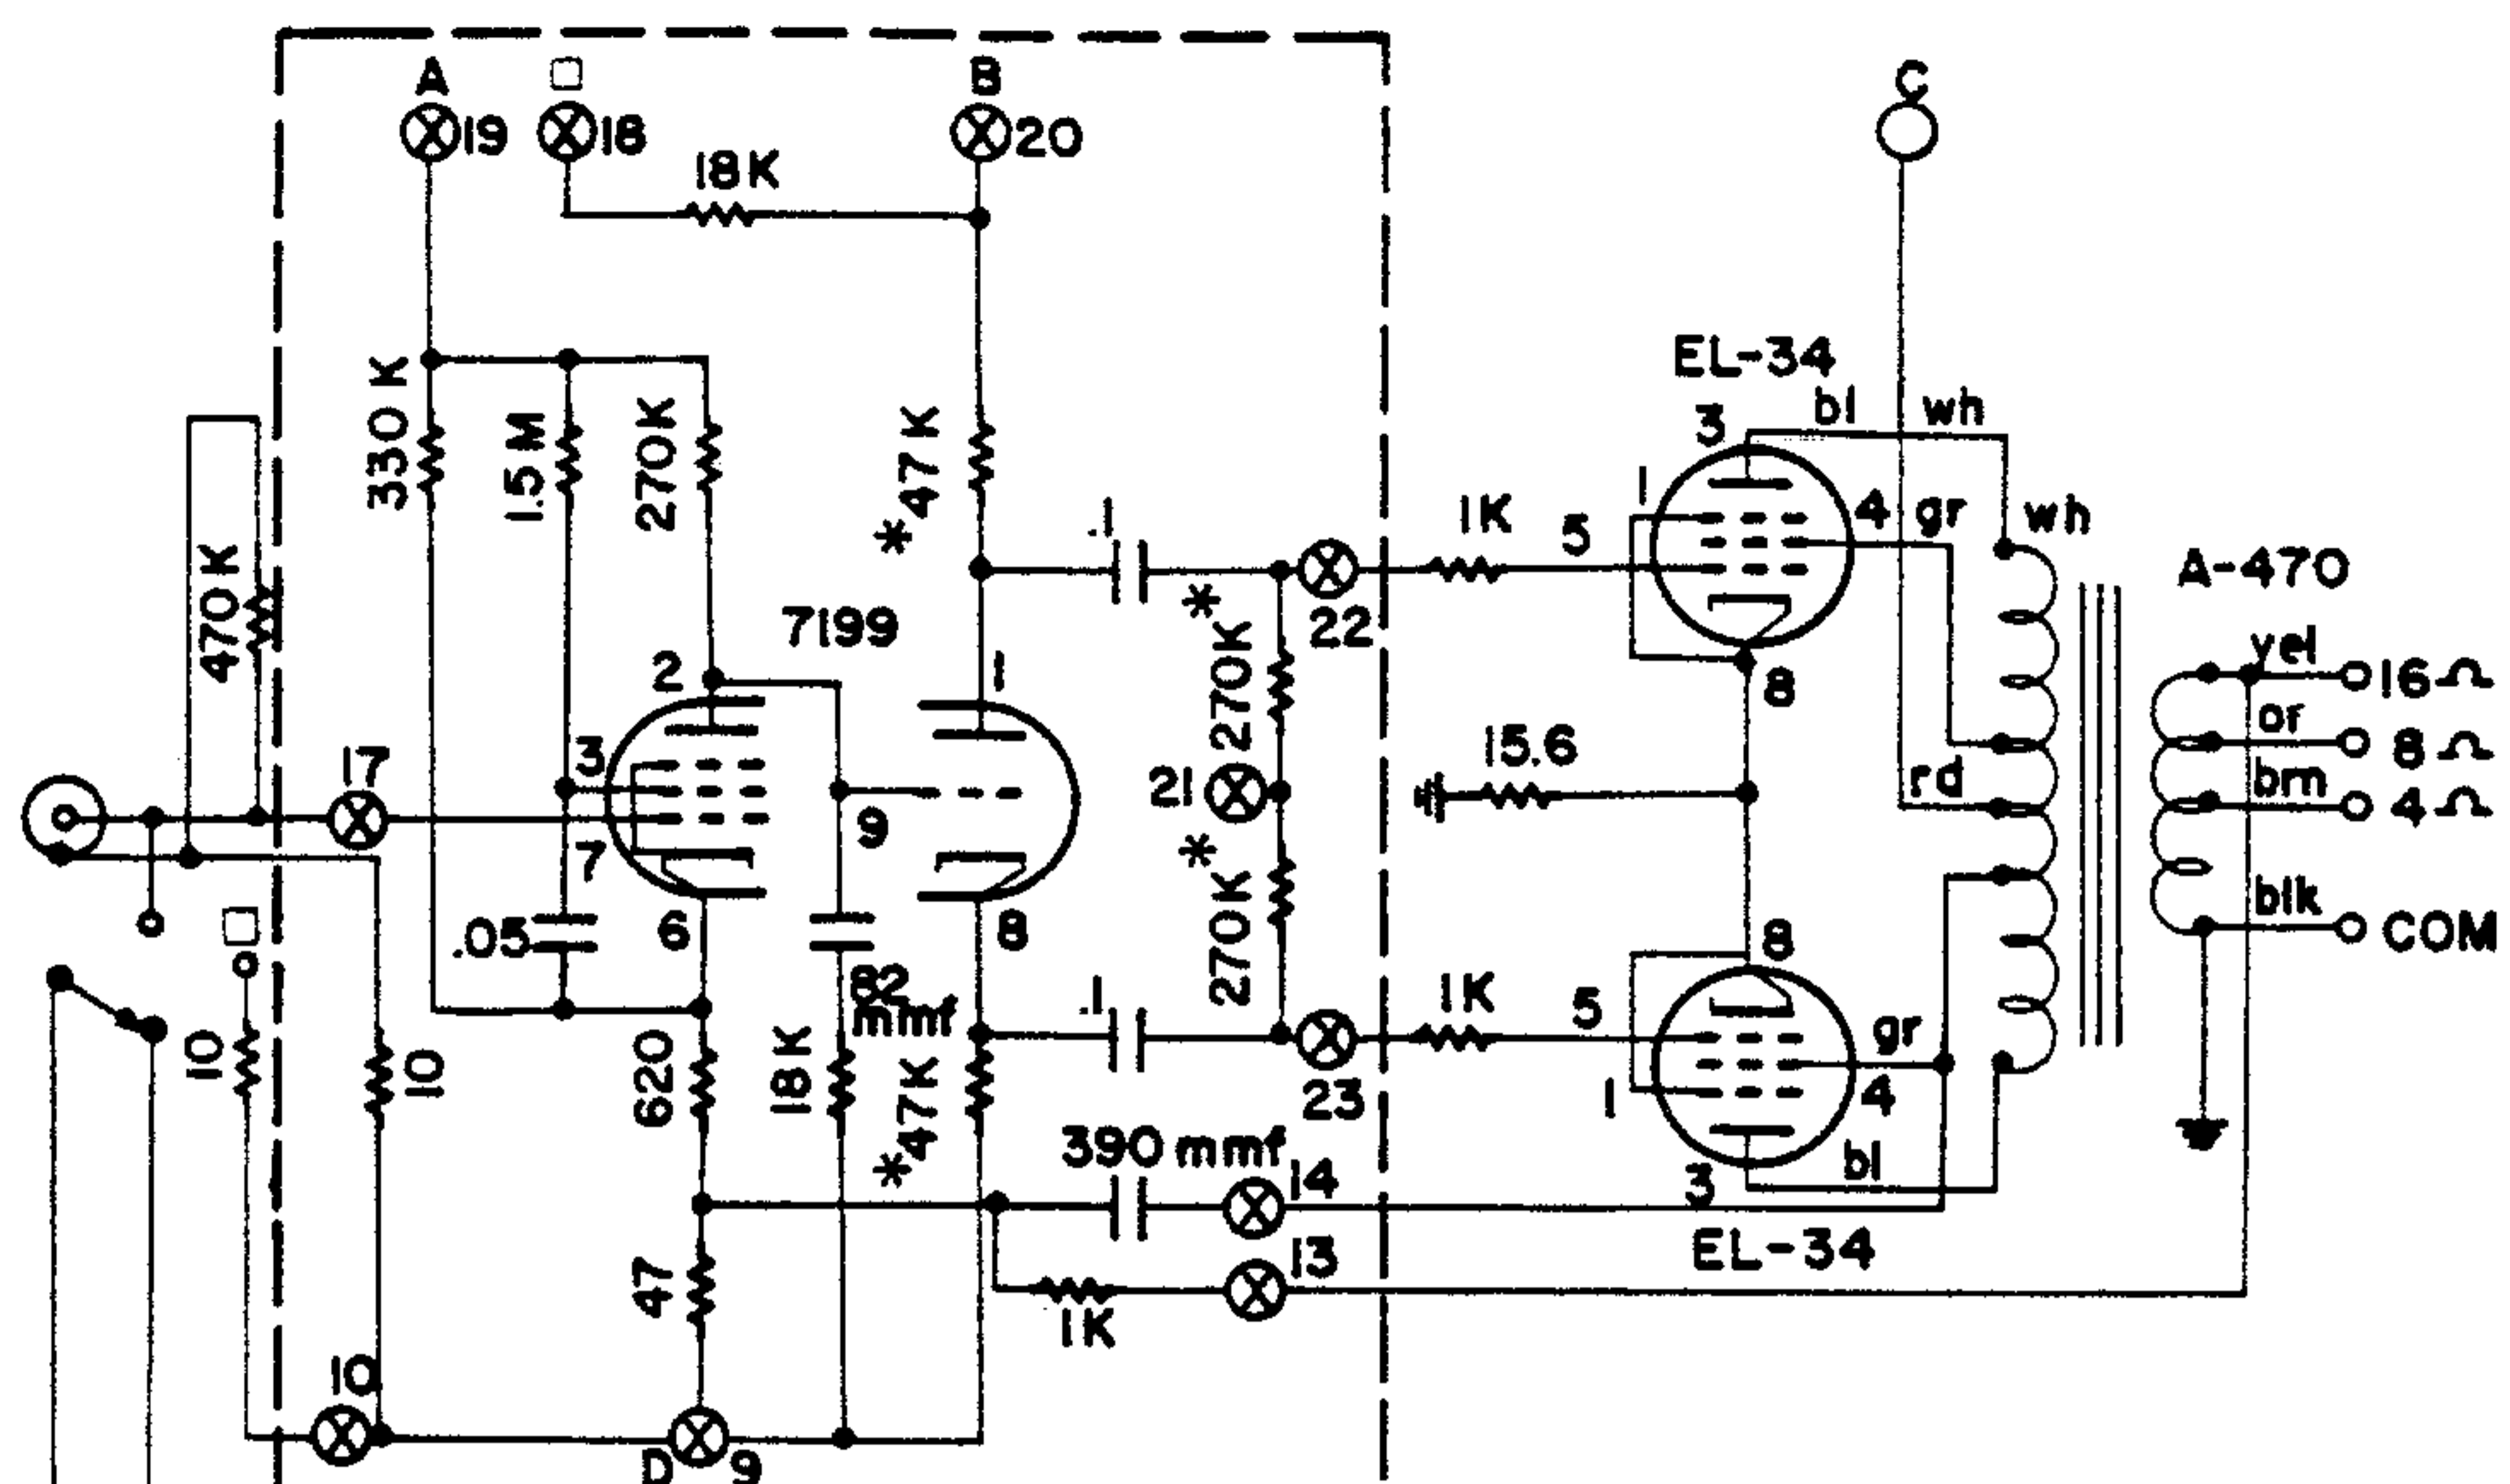 A
B
C
19
18
20
18K
330 K
1.5 M
270K
*47 K
EL-34
bl
wh
3
1
4
gr
wh
1K
5
.1
470K
A-470
7199
22
*
270K
yel
16Ω
2
1
8
or
8Ω
15.6
3
17
21
rd
brn
4Ω
9
7
*
270K
blk
COM
.05
6
8
8
82
mmf
.1
1K
5
gr
10
10
620
18K
*47K
23
1
4
390 mmf
14
3
bl
13
EL-34
47
1K
10
D
9